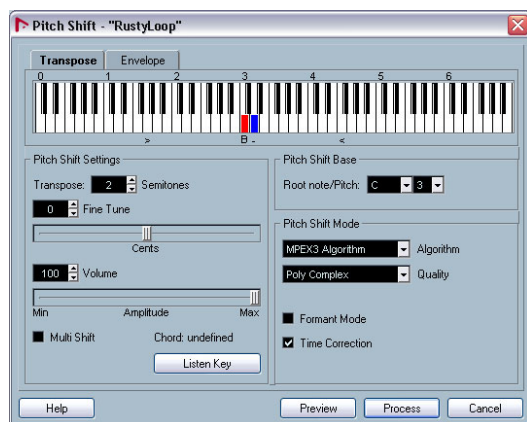 Pitch Shift - "RustyLoop"
Transpose Envelope
0 1 2 3 4 5 6
> B - <
Pitch Shift Settings
Transpose: 2 Semitones
0 Fine Tune
Cents
100 Volume
Min Amplitude Max
Multi Shift Chord: undefined
Listen Key
Pitch Shift Base
Root note/Pitch: C 3
Pitch Shift Mode
MPEX3 Algorithm Algorithm
Poly Complex Quality
Formant Mode
Time Correction
Help Preview Process Cancel